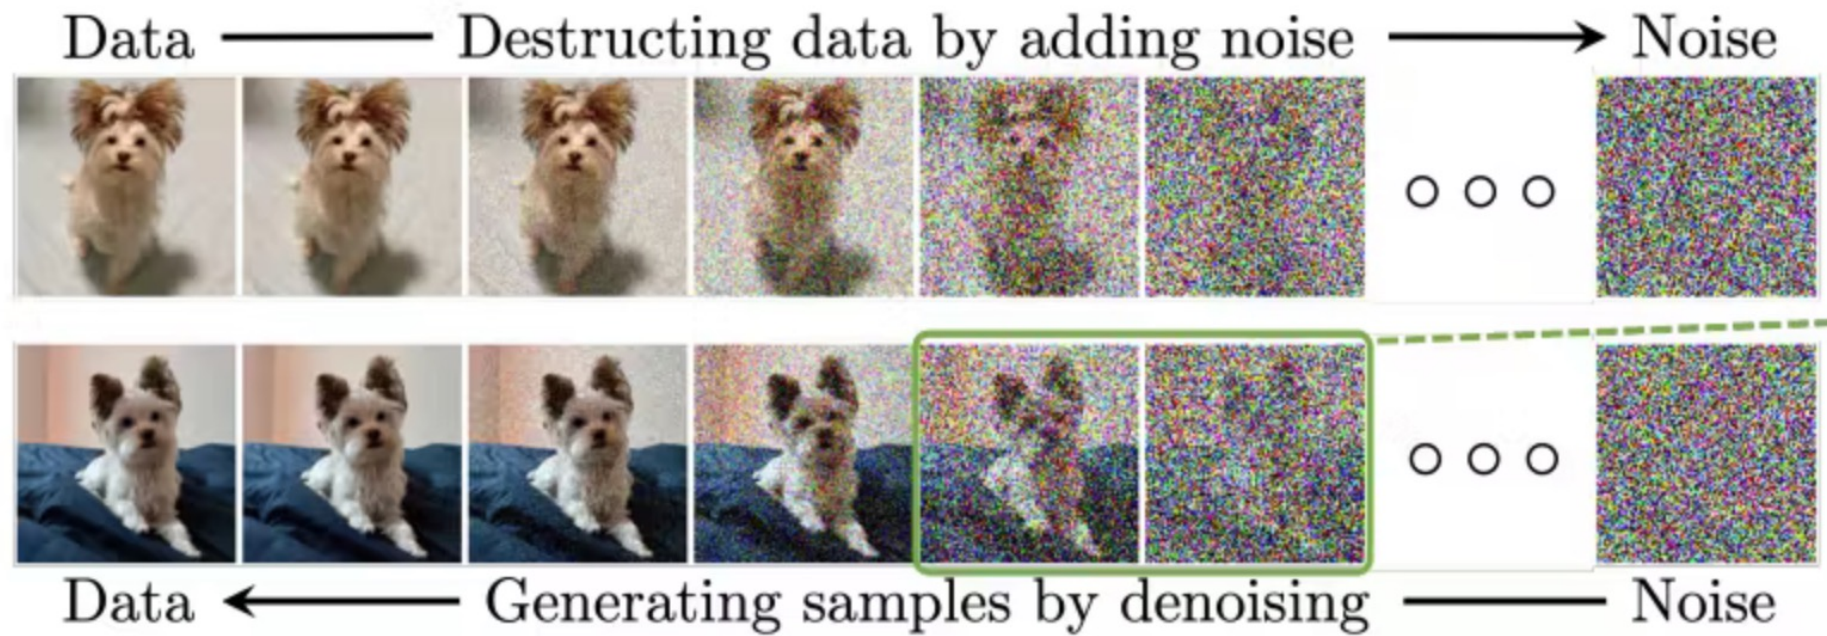 Data Destructing data by adding noise Noise
Data Generating samples by denoising Noise